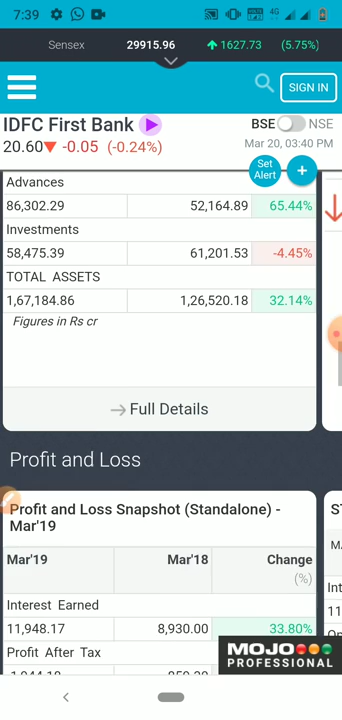 7:39
4G
Sensex 29915.96 1627.73 (5.75%)
SIGN IN
IDFC First Bank BSE NSE
20.60 -0.05 (-0.24%) Mar 20, 03:40 PM
Set
Alert
+
Advances
86,302.29 52,164.89 65.44%
Investments
58,475.39 61,201.53 -4.45%
TOTAL ASSETS
1,67,184.86 1,26,520.18 32.14%
Figures in Rs cr
Full Details
Profit and Loss
Profit and Loss Snapshot (Standalone) -
Mar'19
Mar'19 Mar'18 Change
(%)
Interest Earned
11,948.17 8,930.00 33.80%
Profit After Tax
MOJO
PROFESSIONAL